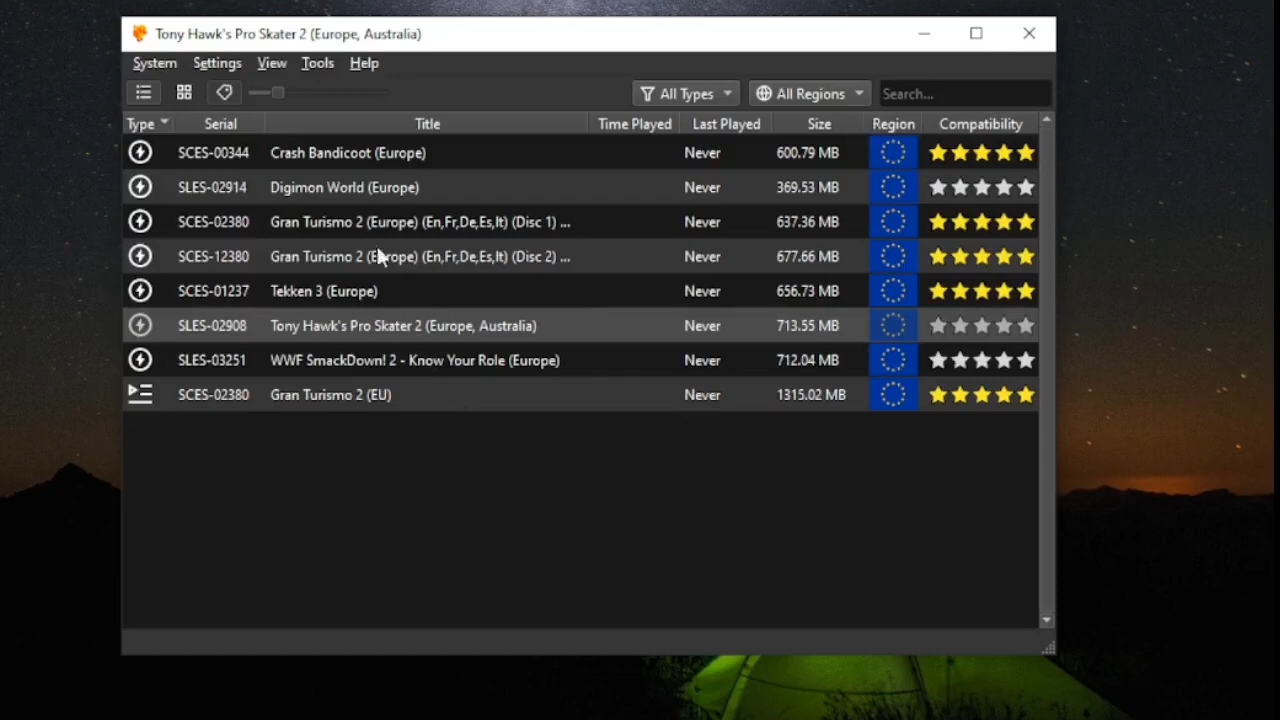 Tony Hawk's Pro Skater 2 (Europe, Australia)
System Settings View Tools Help
All Types All Regions Search...
Type Serial Title Time Played Last Played Size Region Compatibility
SCES-00344 Crash Bandicoot (Europe) Never 600.79 MB
SLES-02914 Digimon World (Europe) Never 369.53 MB
SCES-02380 Gran Turismo 2 (Europe) (En,Fr,De,Es,It) (Disc 1) ... Never 637.36 MB
SCES-12380 Gran Turismo 2 (Europe) (En,Fr,De,Es,It) (Disc 2) ... Never 677.66 MB
SCES-01237 Tekken 3 (Europe) Never 656.73 MB
SLES-02908 Tony Hawk's Pro Skater 2 (Europe, Australia) Never 713.55 MB
SLES-03251 WWF SmackDown! 2 - Know Your Role (Europe) Never 712.04 MB
SCES-02380 Gran Turismo 2 (EU) Never 1315.02 MB